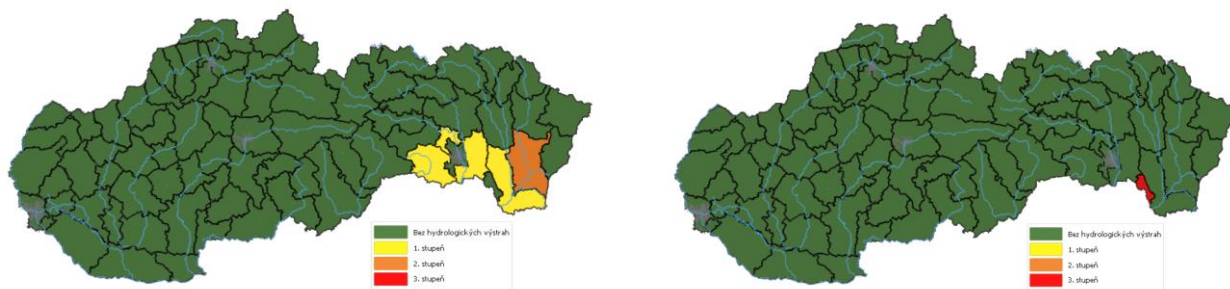 Bez hydrologických výstrah
1. stupeň
2. stupeň
3. stupeň
Bez hydrologických výstrah
1. stupeň
2. stupeň
3. stupeň